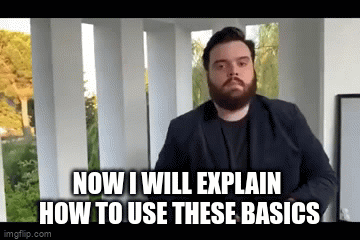 NOW I WILL EXPLAIN
HOW TO USE THESE BASICS
imgflip.com